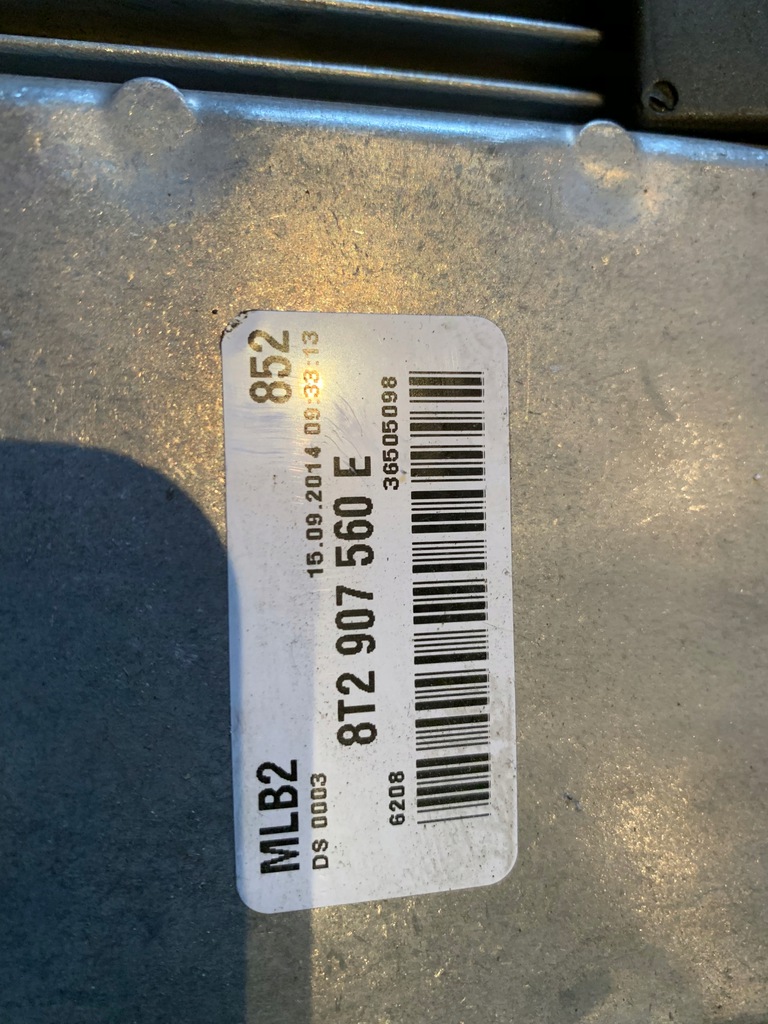 MLB2 852
DS 0003 15.09.2014 09:33:13
8T2 907 560 E
6208 36505098